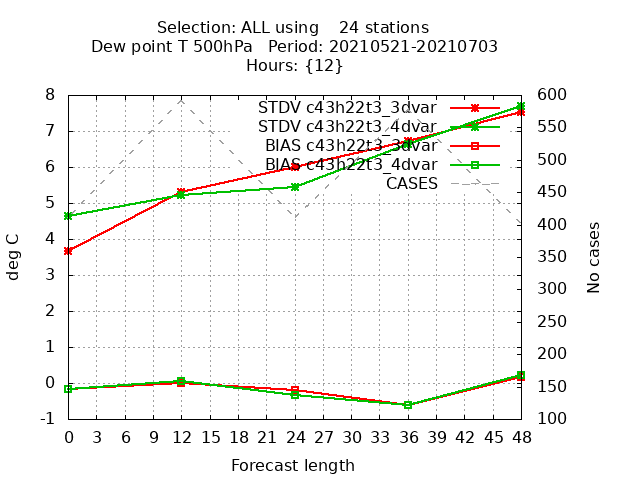 Selection: ALL using    24 stations
Dew point T 500hPa   Period: 20210521-20210703
Hours: {12}
STDV c43h22t3_3dvar
STDV c43h22t3_4dvar
BIAS c43h22t3_3dvar
BIAS c43h22t3_4dvar
CASES
8
7
6
5
4
3
2
1
0
-1
deg C
600
550
500
450
400
350
300
250
200
150
100
No cases
0 3 6 9 12 15 18 21 24 27 30 33 36 39 42 45 48
Forecast length